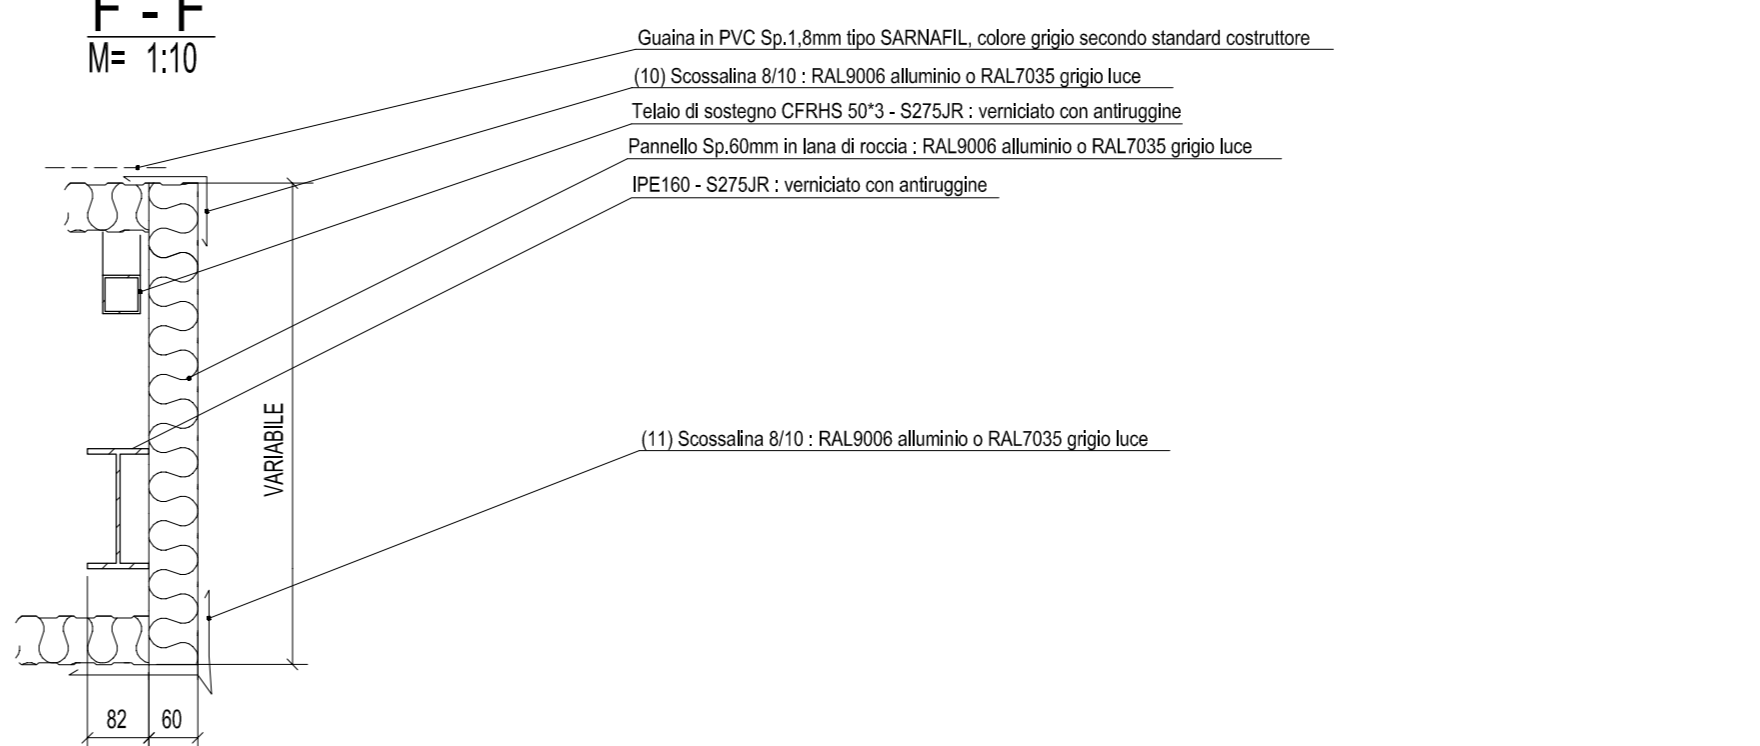 F - F
M= 1:10
Guaina in PVC Sp.1,8mm tipo SARNAFIL, colore grigio secondo standard costruttore
(10) Scossalina 8/10 : RAL9006 alluminio o RAL7035 grigio luce
Telaio di sostegno CFRHS 50*3 - S275JR : verniciato con antiruggine
Pannello Sp.60mm in lana di roccia : RAL9006 alluminio o RAL7035 grigio luce
IPE160 - S275JR : verniciato con antiruggine
VARIABILE
(11) Scossalina 8/10 : RAL9006 alluminio o RAL7035 grigio luce
82
60